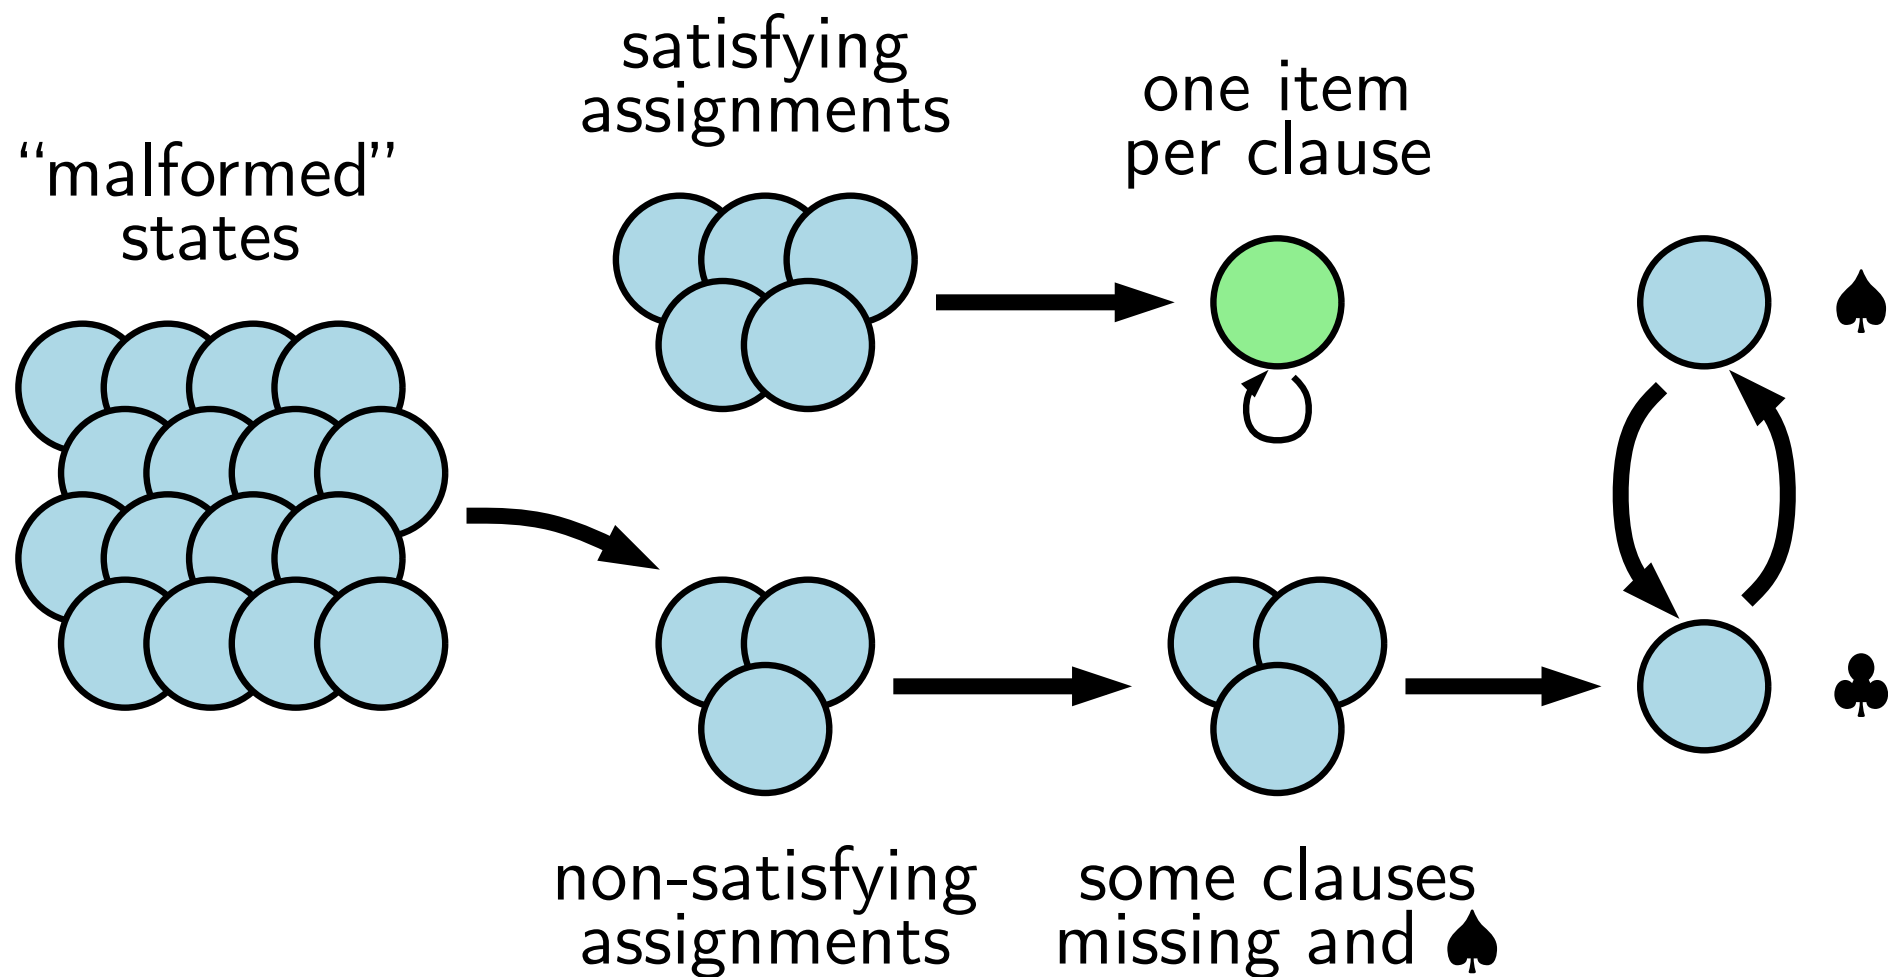 satisfying
assignments
one item
per clause
“malformed”
states
♠
♣
non-satisfying
assignments
some clauses
missing and ♠